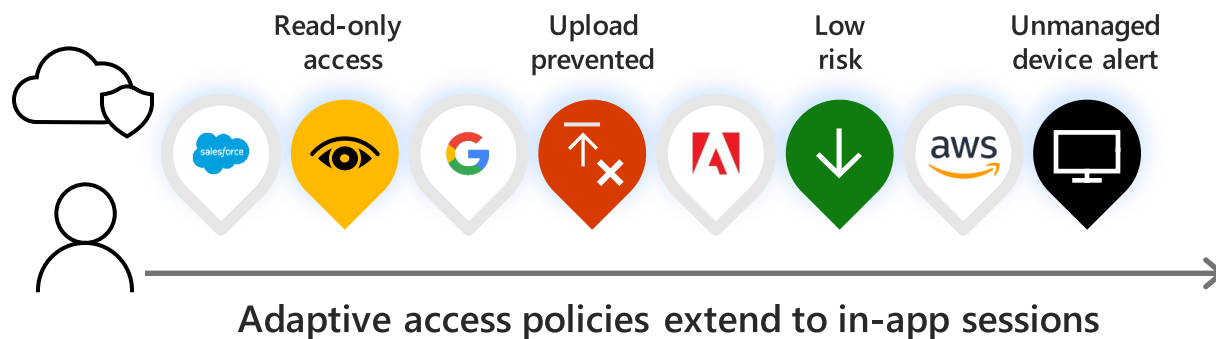 Read-only
access
Upload
prevented
Low
risk
Unmanaged
device alert
salesforce
aws
Adaptive access policies extend to in-app sessions